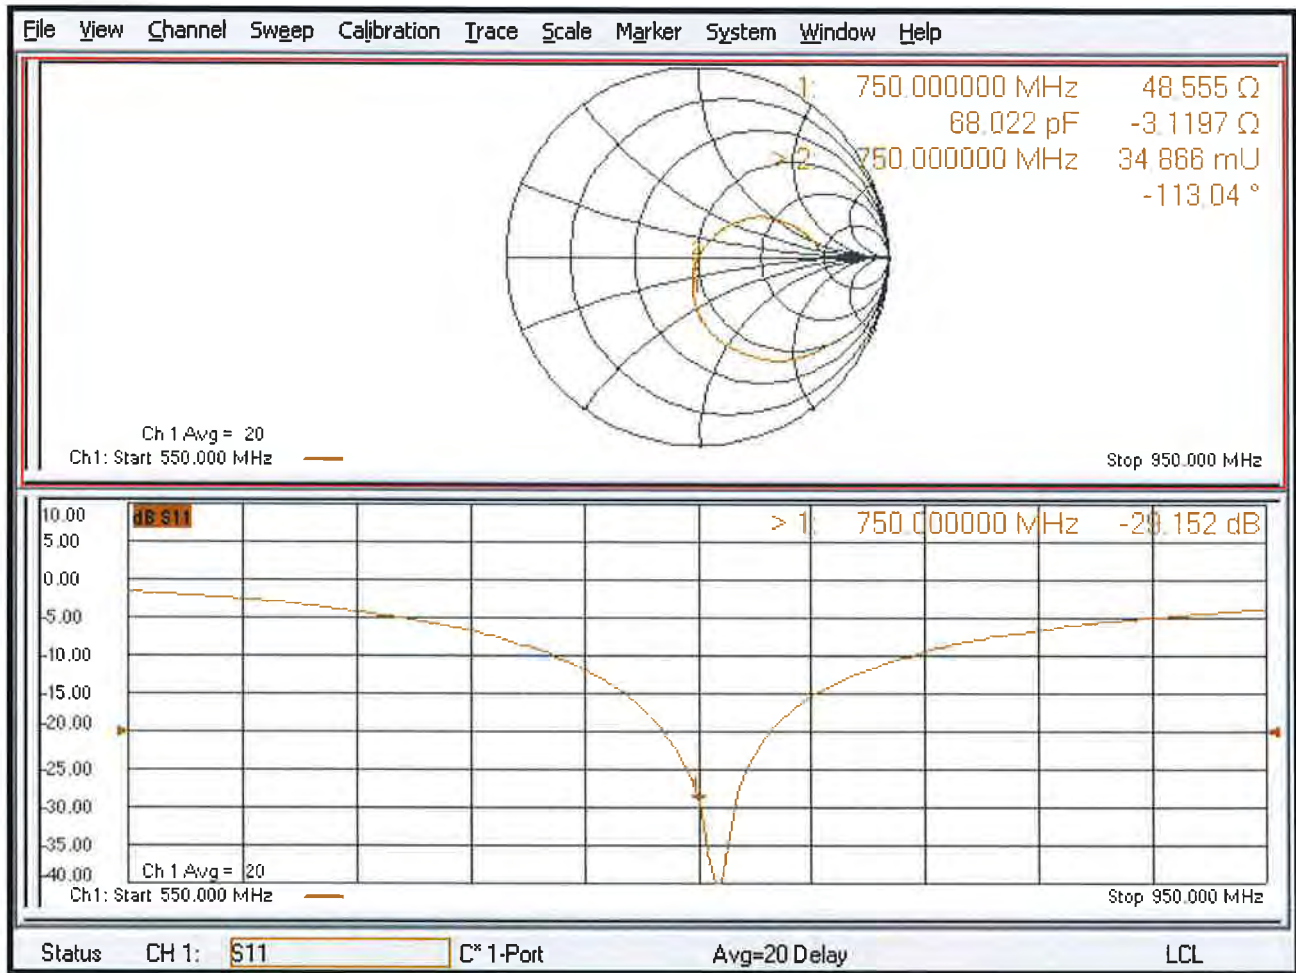 File View Channel Sweep Calibration Trace Scale Marker System Window Help
1: 750.000000 MHz 48.555 Ω
68.022 pF -3.1197 Ω
> 2: 750.000000 MHz 34.866 mU
-113.04 °
Ch 1 Avg = 20
Ch1: Start 550.000 MHz
Stop 950.000 MHz
10.00
dB S11
> 1: 750.000000 MHz -29.152 dB
5.00
0.00
-5.00
-10.00
-15.00
-20.00
-25.00
-30.00
-35.00
-40.00
Ch 1 Avg = 20
Ch1: Start 550.000 MHz
Stop 950.000 MHz
Status CH 1: S11 C* 1-Port Avg=20 Delay LCL